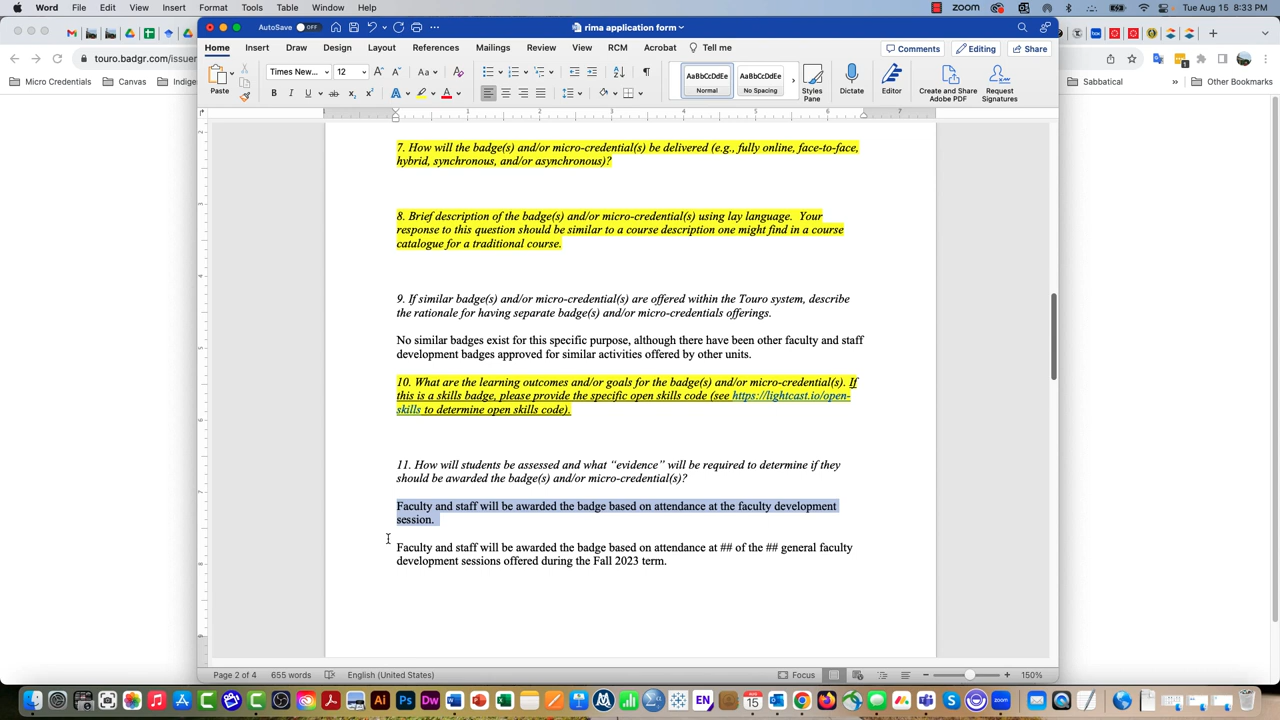 Word File Edit View Insert Format Tools Table Window Help zoom Tue Aug 15 8:33 PM
AutoSave OFF rima application form
touro.badgr.com/issuer
Micro Credentials Canvas Indige Sabbatical Other Bookmarks
Home Insert Draw Design Layout References Mailings Review View RCM Acrobat Tell me Comments Editing Share
Paste Times New... 12 AaBbCcDdEe Normal AaBbCcDdEe No Spacing Styles Pane Dictate Editor Create and Share Adobe PDF Request Signatures
7. How will the badge(s) and/or micro-credential(s) be delivered (e.g., fully online, face-to-face,
hybrid, synchronous, and/or asynchronous)?
8. Brief description of the badge(s) and/or micro-credential(s) using lay language. Your
response to this question should be similar to a course description one might find in a course
catalogue for a traditional course.
9. If similar badge(s) and/or micro-credential(s) are offered within the Touro system, describe
the rationale for having separate badge(s) and/or micro-credentials offerings.
No similar badges exist for this specific purpose, although there have been other faculty and staff
development badges approved for similar activities offered by other units.
10. What are the learning outcomes and/or goals for the badge(s) and/or micro-credential(s). If
this is a skills badge, please provide the specific open skills code (see https://lightcast.io/open-
skills to determine open skills code).
11. How will students be assessed and what “evidence” will be required to determine if they
should be awarded the badge(s) and/or micro-credential(s)?
Faculty and staff will be awarded the badge based on attendance at the faculty development
session.
Faculty and staff will be awarded the badge based on attendance at ## of the ## general faculty
development sessions offered during the Fall 2023 term.
Page 2 of 4 655 words English (United States) Focus 150%